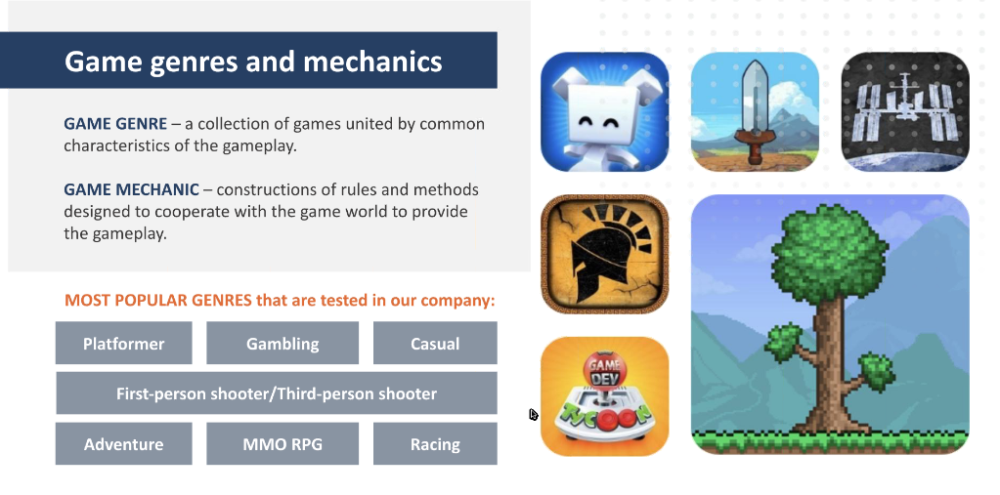 Game genres and mechanics
GAME GENRE – a collection of games united by common
characteristics of the gameplay.
GAME MECHANIC – constructions of rules and methods
designed to cooperate with the game world to provide
the gameplay.
MOST POPULAR GENRES that are tested in our company:
Platformer
Gambling
Casual
First-person shooter/Third-person shooter
Adventure
MMO RPG
Racing
GAME
DEV
TYCOON